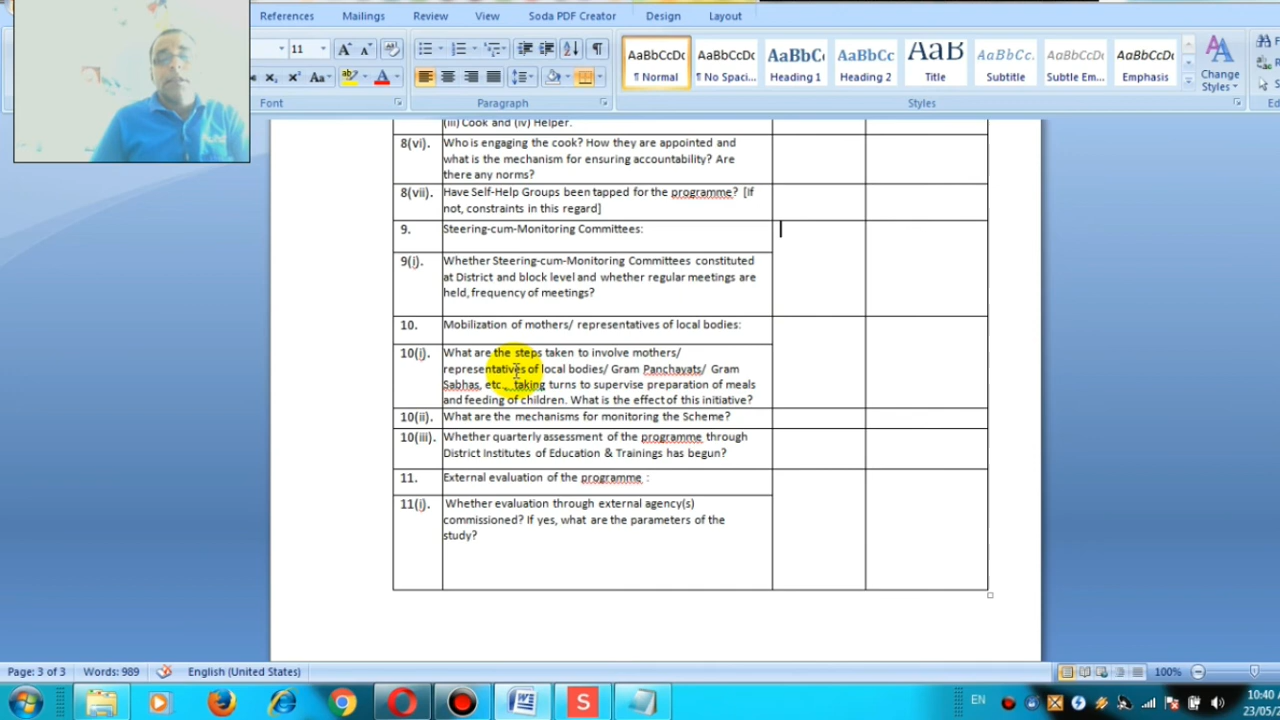 References Mailings Review View Soda PDF Creator Design Layout
11
AaBbCcDc AaBbCcDc AaBbC AaBbCc AaB AaBbCc. AaBbCcDc AaBbCcDc
¶ Normal ¶ No Spaci... Heading 1 Heading 2 Title Subtitle Subtle Em... Emphasis
Change
Styles
Font Paragraph Styles
(iii) Cook and (iv) Helper.
8(vi). Who is engaging the cook? How they are appointed and
what is the mechanism for ensuring accountability? Are
there any norms?
8(vii). Have Self-Help Groups been tapped for the programme? [If
not, constraints in this regard]
9. Steering-cum-Monitoring Committees:
9(i). Whether Steering-cum-Monitoring Committees constituted
at District and block level and whether regular meetings are
held, frequency of meetings?
10. Mobilization of mothers/ representatives of local bodies:
10(i). What are the steps taken to involve mothers/
representatives of local bodies/ Gram Panchayats/ Gram
Sabhas, etc., taking turns to supervise preparation of meals
and feeding of children. What is the effect of this initiative?
10(ii). What are the mechanisms for monitoring the Scheme?
10(iii). Whether quarterly assessment of the programme through
District Institutes of Education & Trainings has begun?
11. External evaluation of the programme :
11(i). Whether evaluation through external agency(s)
commissioned? If yes, what are the parameters of the
study?
Page: 3 of 3 Words: 989 English (United States) 100%
EN
10:40
23/05/2